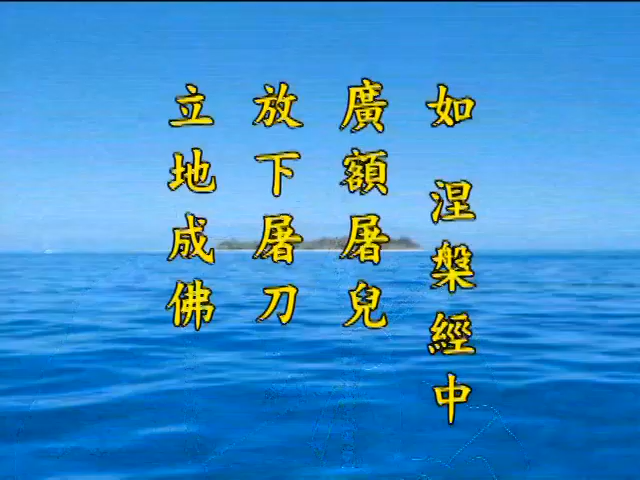 如 涅槃經中
廣額屠兒
放下屠刀
立地成佛